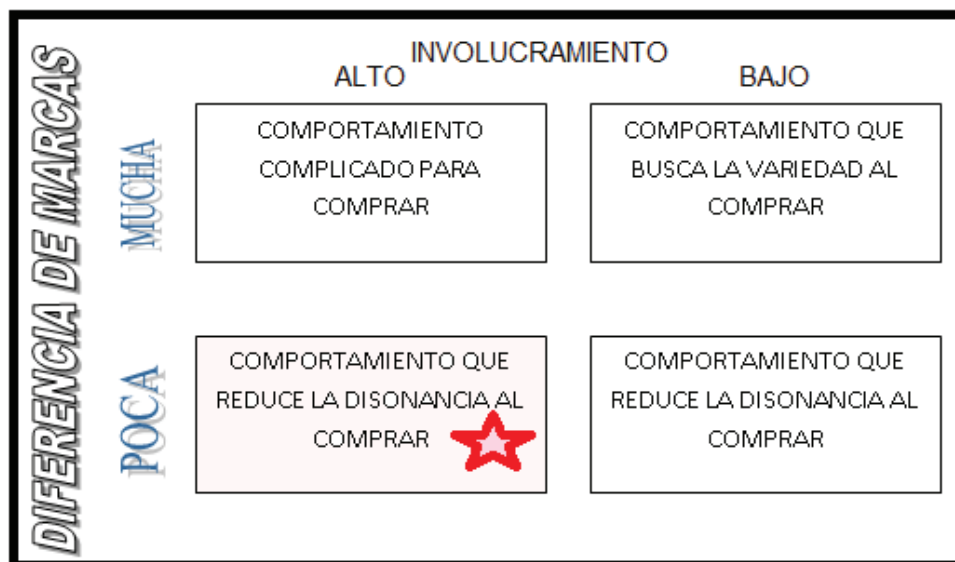 DIFERENCIA DE MARCAS
INVOLUCRAMIENTO
ALTO
BAJO
MUCHA
COMPORTAMIENTO
COMPLICADO PARA
COMPRAR
COMPORTAMIENTO QUE
BUSCA LA VARIEDAD AL
COMPRAR
POCA
COMPORTAMIENTO QUE
REDUCE LA DISONANCIA AL
COMPRAR
COMPORTAMIENTO QUE
REDUCE LA DISONANCIA AL
COMPRAR